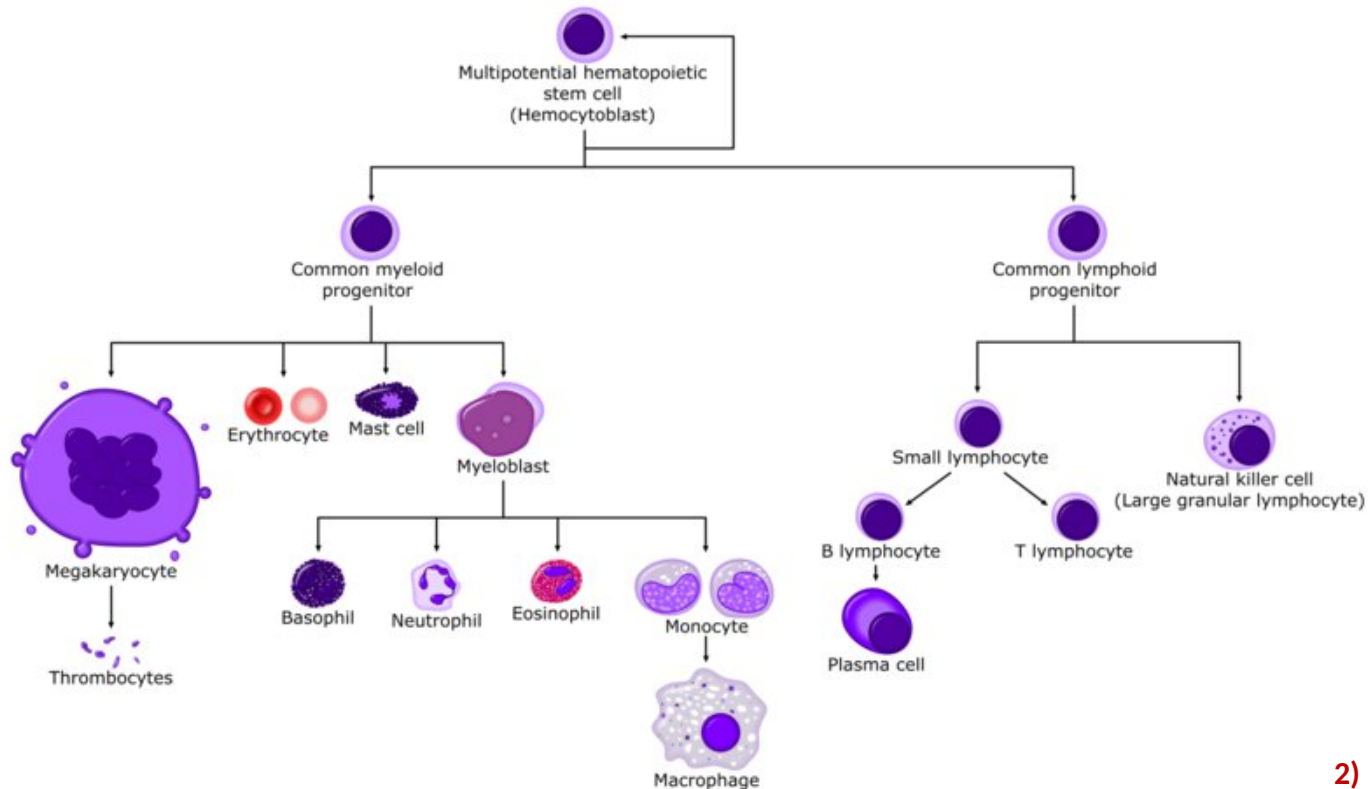 Multipotential hematopoietic
stem cell
(Hemocytoblast)
Common myeloid
progenitor
Common lymphoid
progenitor
Megakaryocyte
Thrombocytes
Erythrocyte
Mast cell
Myeloblast
Basophil
Neutrophil
Eosinophil
Monocyte
Macrophage
Small lymphocyte
Natural killer cell
(Large granular lymphocyte)
B lymphocyte
T lymphocyte
Plasma cell
2)